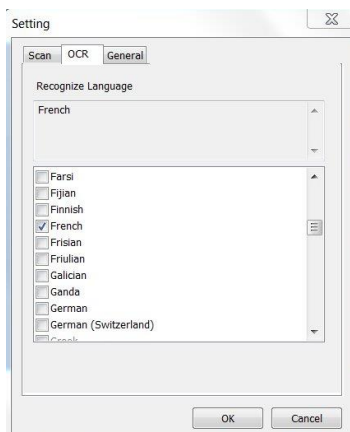 Setting
Scan OCR General
Recognize Language
French
Farsi
Fijian
Finnish
French
Frisian
Friulian
Galician
Ganda
German
German (Switzerland)
Greek
OK Cancel